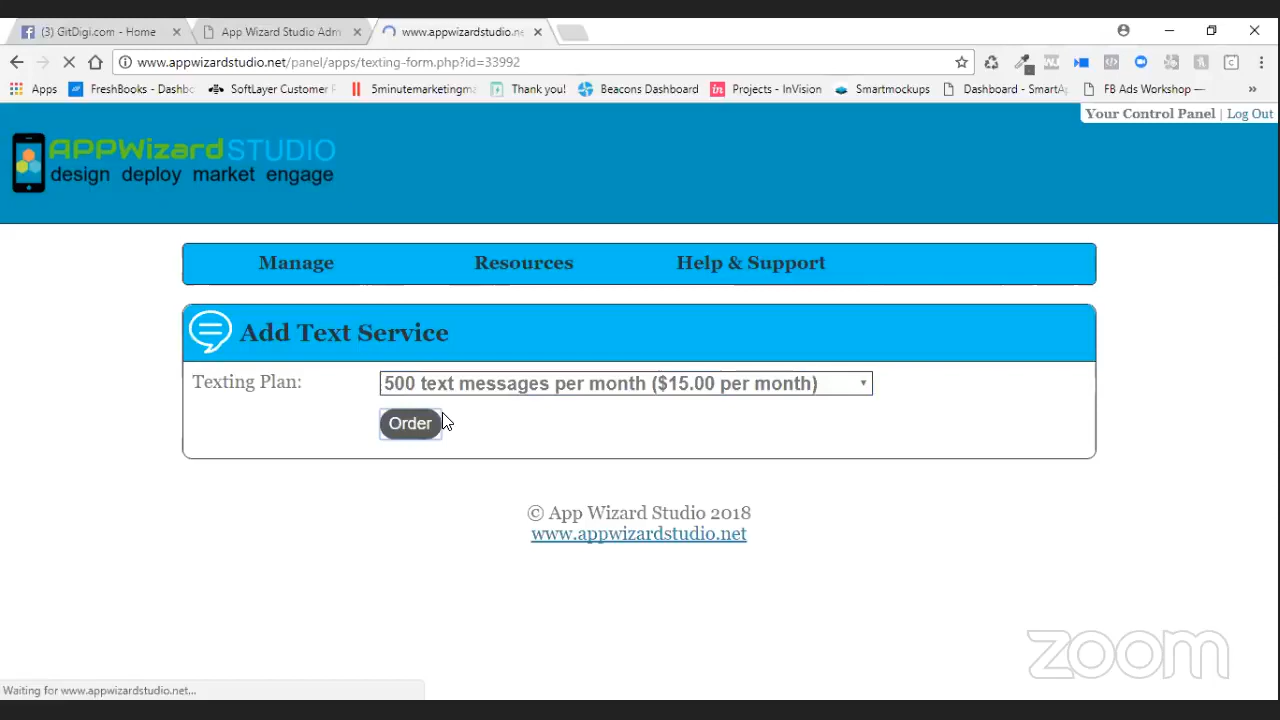 (3) GitDigi.com - Home
App Wizard Studio Adm
www.appwizardstudio.ne
www.appwizardstudio.net/panel/apps/texting-form.php?id=33992
Apps
FreshBooks - Dashbo
SoftLayer Customer P
5minutemarketingm
Thank you!
Beacons Dashboard
Projects - InVision
Smartmockups
Dashboard - SmartA
FB Ads Workshop —
»
Your Control Panel | Log Out
APPWizardSTUDIO
design deploy market engage
Manage
Resources
Help & Support
Add Text Service
Texting Plan:
500 text messages per month ($15.00 per month)
Order
© App Wizard Studio 2018
www.appwizardstudio.net
zoom
Waiting for www.appwizardstudio.net...